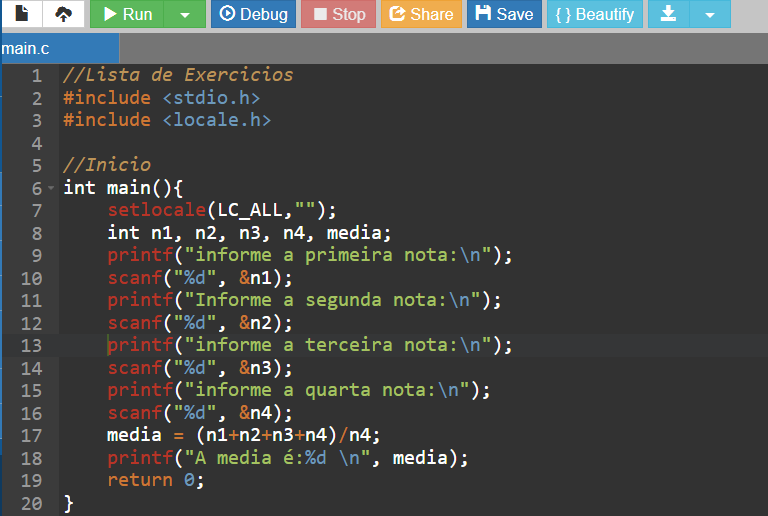 Run Debug Stop Share Save { } Beautify
main.c
1 //Lista de Exercicios
2 #include <stdio.h>
3 #include <locale.h>
4
5 //Inicio
6 int main(){
7 setlocale(LC_ALL,"");
8 int n1, n2, n3, n4, media;
9 printf("informe a primeira nota:\n");
10 scanf("%d", &n1);
11 printf("Informe a segunda nota:\n");
12 scanf("%d", &n2);
13 printf("informe a terceira nota:\n");
14 scanf("%d", &n3);
15 printf("informe a quarta nota:\n");
16 scanf("%d", &n4);
17 media = (n1+n2+n3+n4)/n4;
18 printf("A media é:%d \n", media);
19 return 0;
20 }